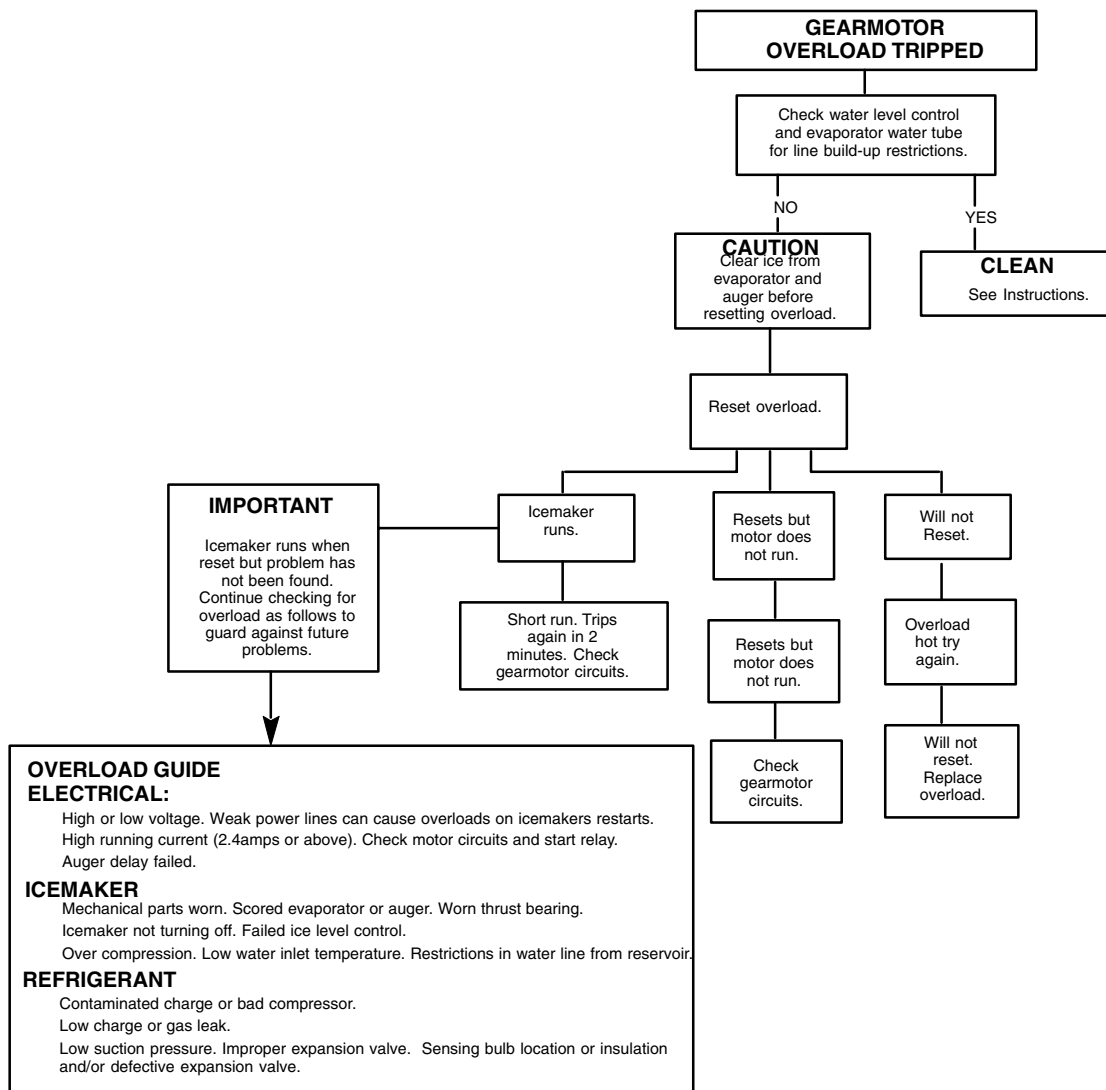 GEARMOTOR
OVERLOAD TRIPPED
Check water level control
and evaporator water tube
for line build-up restrictions.
NO
YES
CAUTION
Clear ice from
evaporator and
auger before
resetting overload.
CLEAN
See Instructions.
Reset overload.
IMPORTANT
Icemaker runs when
reset but problem has
not been found.
Continue checking for
overload as follows to
guard against future
problems.
Icemaker
runs.
Short run. Trips
again in 2
minutes. Check
gearmotor circuits.
Resets but
motor does
not run.
Resets but
motor does
not run.
Check
gearmotor
circuits.
Will not
Reset.
Overload
hot try
again.
Will not
reset.
Replace
overload.
OVERLOAD GUIDE
ELECTRICAL:
High or low voltage. Weak power lines can cause overloads on icemakers restarts.
High running current (2.4amps or above). Check motor circuits and start relay.
Auger delay failed.
ICEMAKER
Mechanical parts worn. Scored evaporator or auger. Worn thrust bearing.
Icemaker not turning off. Failed ice level control.
Over compression. Low water inlet temperature. Restrictions in water line from reservoir.
REFRIGERANT
Contaminated charge or bad compressor.
Low charge or gas leak.
Low suction pressure. Improper expansion valve. Sensing bulb location or insulation
and/or defective expansion valve.